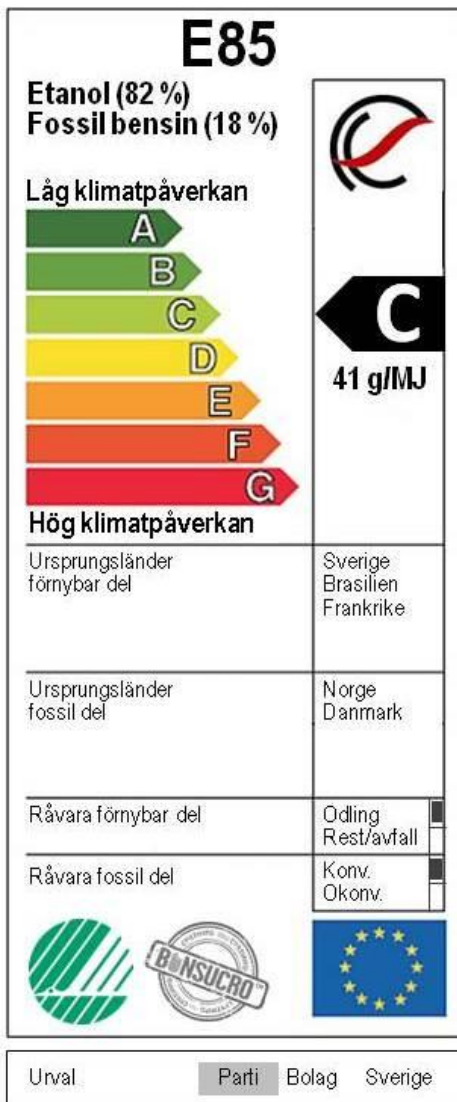 E85
Etanol (82 %)
Fossil bensin (18 %)
Låg klimatpåverkan
A
B
C
D
E
F
G
Hög klimatpåverkan
C
41 g/MJ
Ursprungsländer
förnybar del
Sverige
Brasilien
Frankrike
Ursprungsländer
fossil del
Norge
Danmark
Råvara förnybar del
Odling
Rest/avfall
Råvara fossil del
Konv.
Okonv.
BONSUCRO™
Urval Parti Bolag Sverige